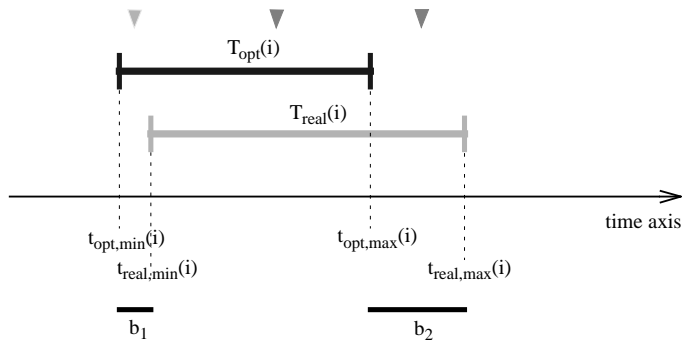 T_opt(i)
T_real(i)
time axis
t_opt,min(i) t_opt,max(i)
t_real,min(i) t_real,max(i)
b_1 b_2